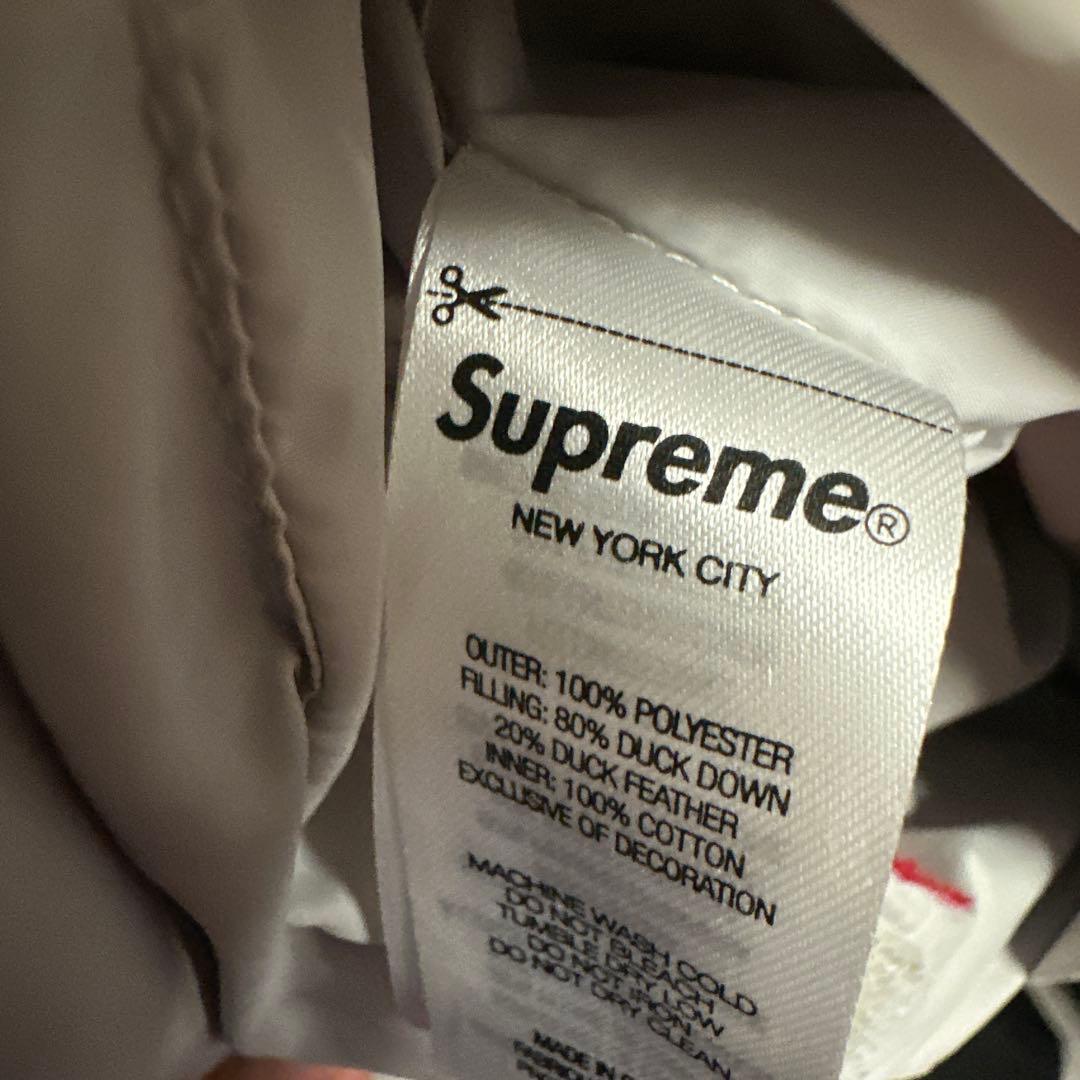 Supreme®
NEW YORK CITY
OUTER: 100% POLYESTER
FILLING: 80% DUCK DOWN
20% DUCK FEATHER
INNER: 100% COTTON
EXCLUSIVE OF DECORATION
MACHINE WASH COLD
DO NOT BLEACH
TUMBLE DRY LOW
DO NOT IRON
DO NOT DRY CLEAN
MADE IN